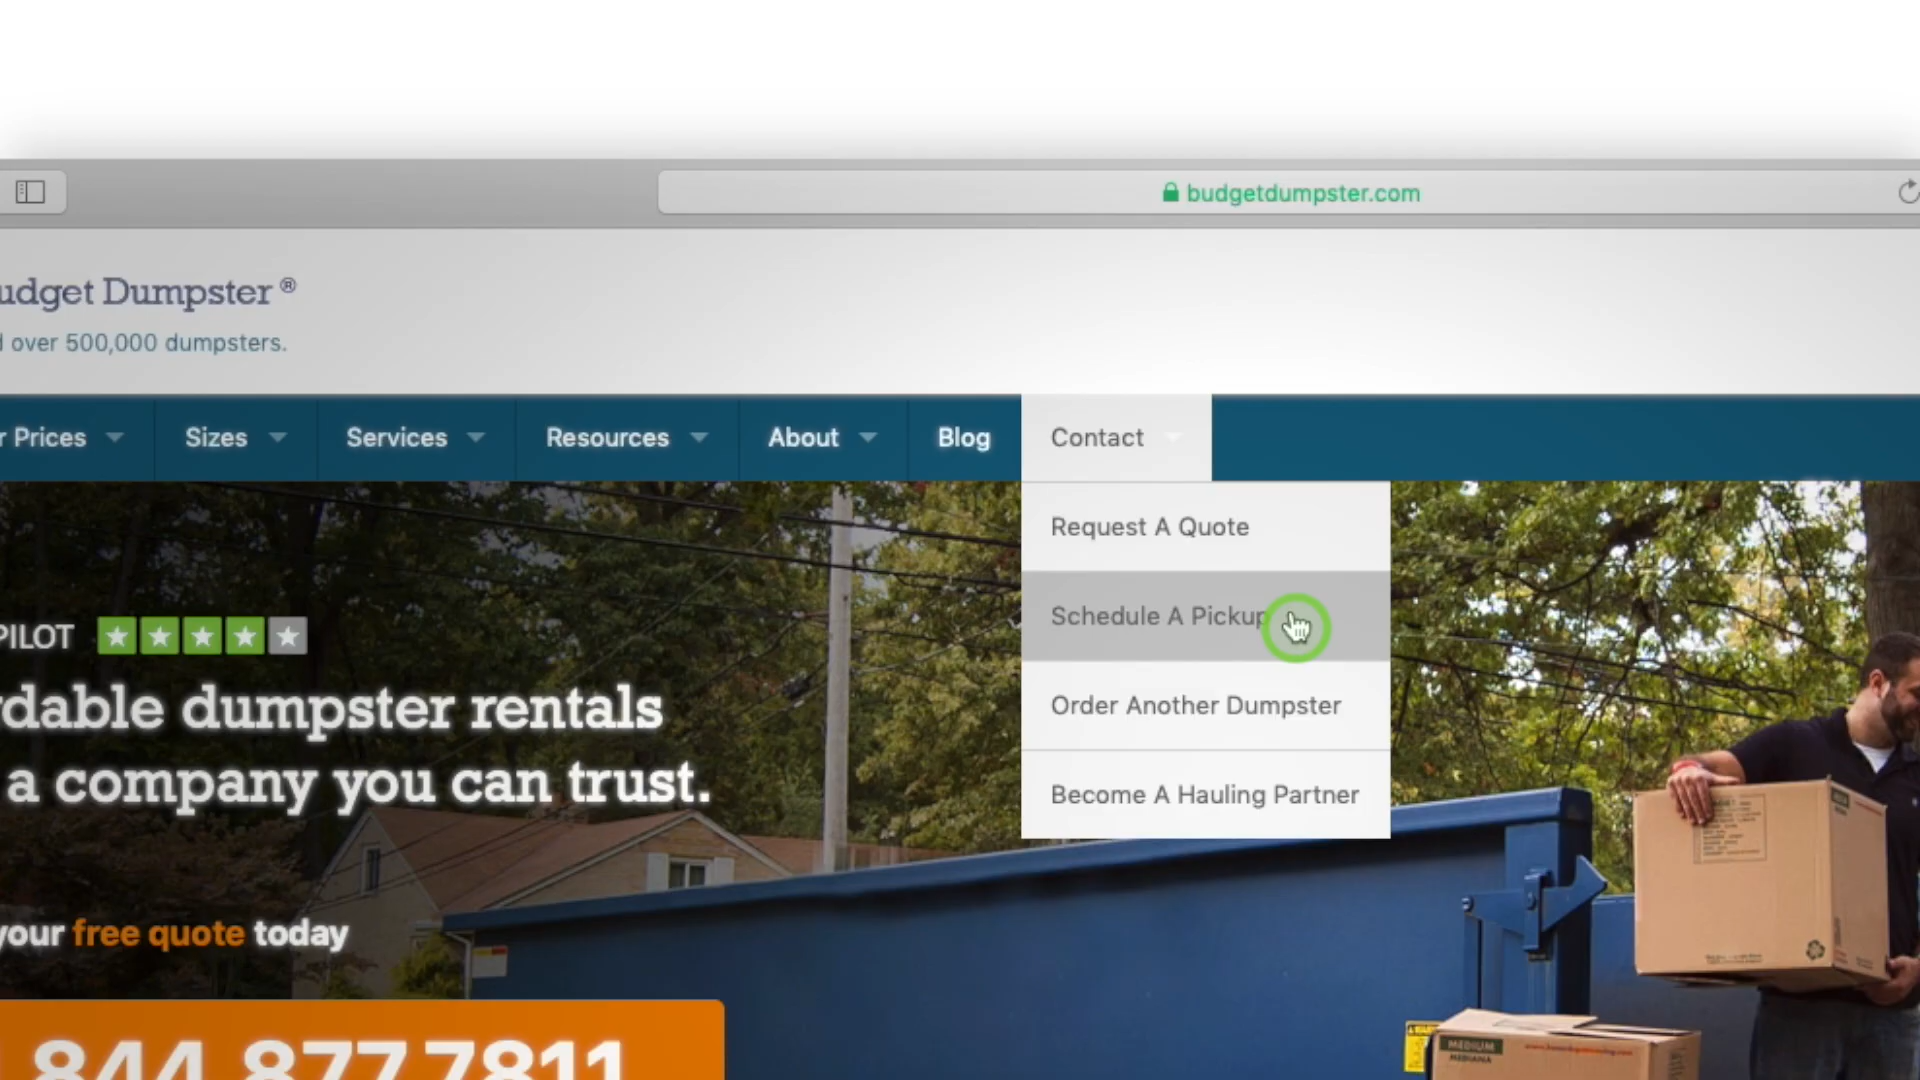 budgetdumpster.com
udget Dumpster ®
over 500,000 dumpsters.
r Prices
Sizes
Services
Resources
About
Blog
Contact
Request A Quote
Schedule A Pickup
Order Another Dumpster
Become A Hauling Partner
PILOT
dable dumpster rentals
a company you can trust.
your free quote today
844.877.7811
MEDIUM
MEDIANA